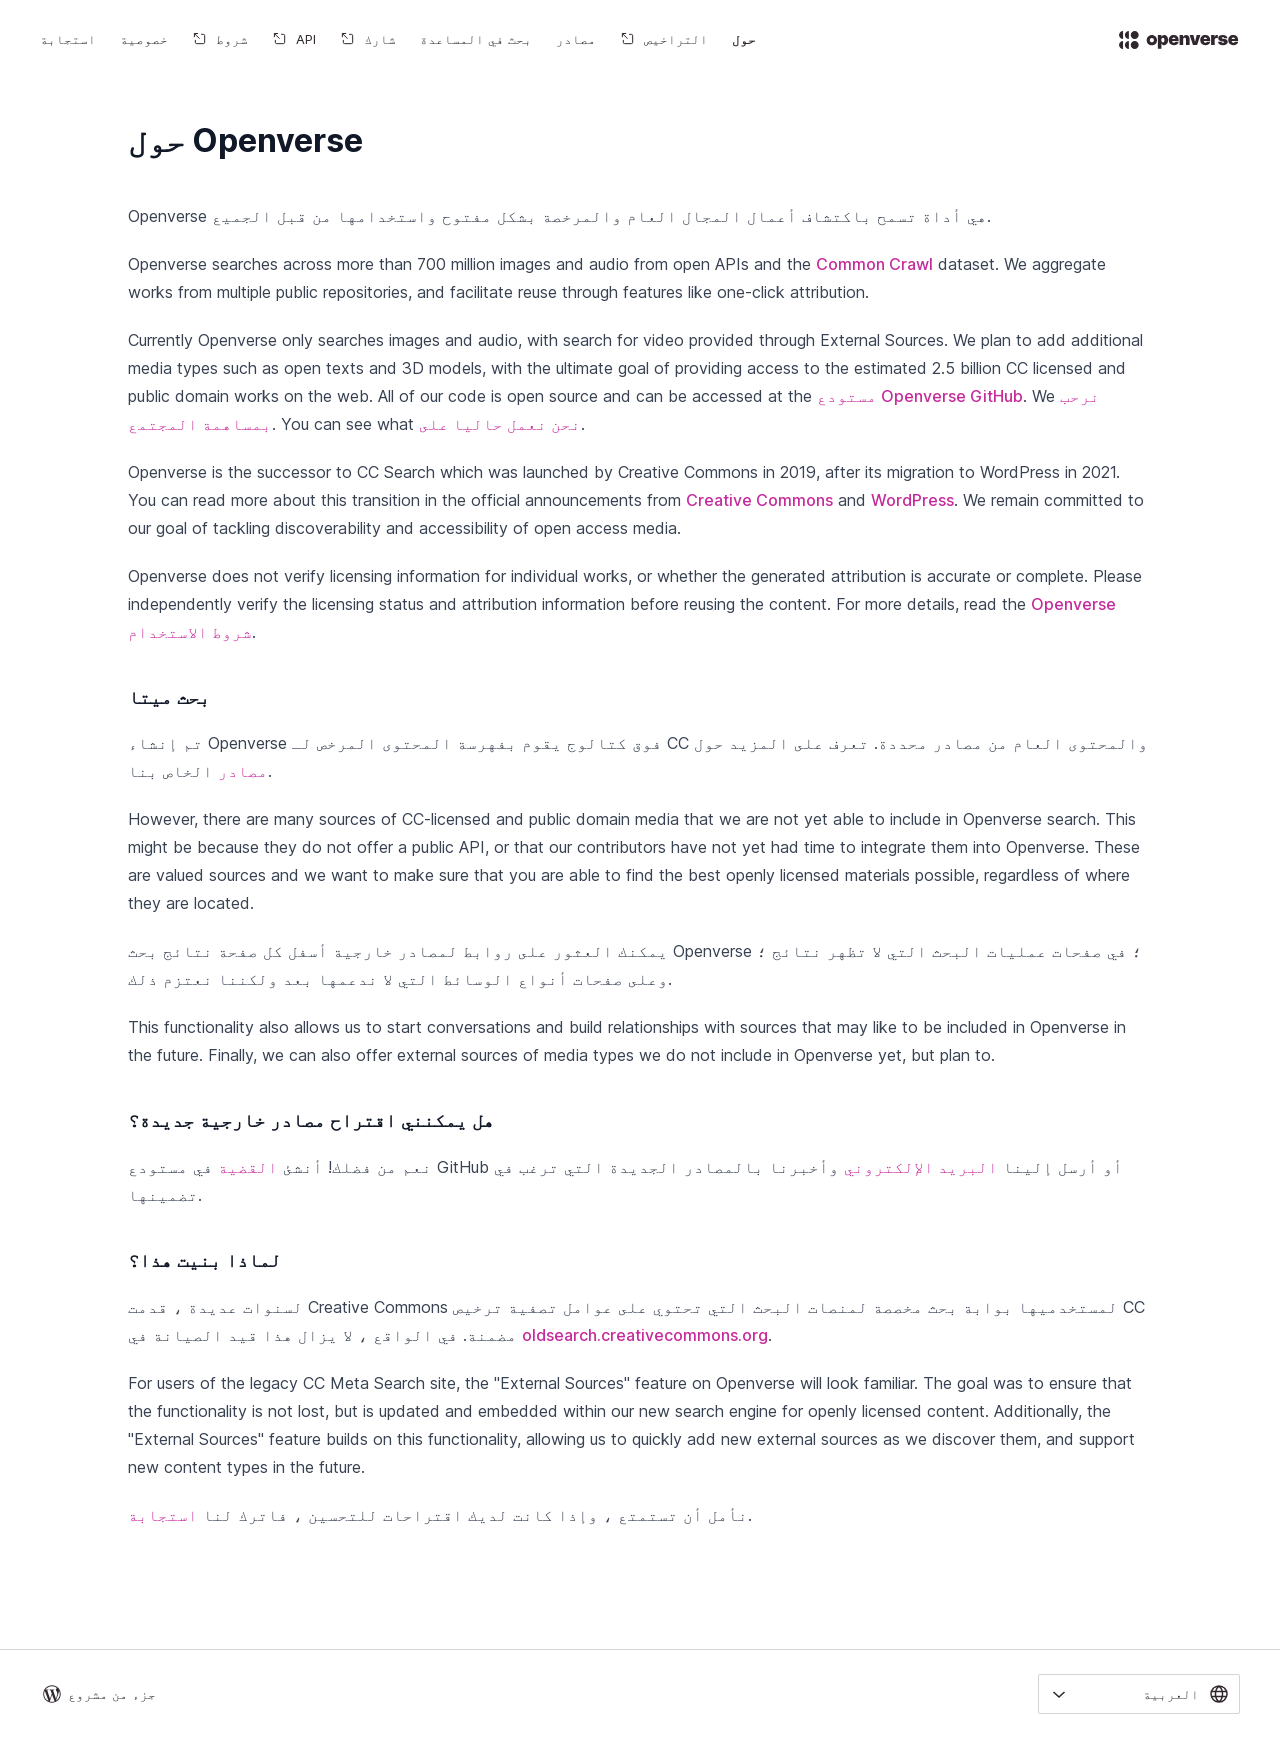 openverse
حول
التراخيص
مصادر
بحث في المساعدة
شارك
API
شروط
خصوصية
استجابة
حول Openverse
Openverse هي أداة تسمح باكتشاف أعمال المجال العام والمرخصة بشكل مفتوح واستخدامها من قبل الجميع.
Openverse searches across more than 700 million images and audio from open APIs and the Common Crawl dataset. We aggregate
works from multiple public repositories, and facilitate reuse through features like one-click attribution.
Currently Openverse only searches images and audio, with search for video provided through External Sources. We plan to add additional
media types such as open texts and 3D models, with the ultimate goal of providing access to the estimated 2.5 billion CC licensed and
public domain works on the web. All of our code is open source and can be accessed at the مستودع Openverse GitHub. We نرحب
بمساهمة المجتمع. You can see what نحن نعمل حاليا على.
Openverse is the successor to CC Search which was launched by Creative Commons in 2019, after its migration to WordPress in 2021.
You can read more about this transition in the official announcements from Creative Commons and WordPress. We remain committed to
our goal of tackling discoverability and accessibility of open access media.
Openverse does not verify licensing information for individual works, or whether the generated attribution is accurate or complete. Please
independently verify the licensing status and attribution information before reusing the content. For more details, read the Openverse
شروط الاستخدام.
بحث ميتا
تم إنشاء Openverse فوق كتالوج يقوم بفهرسة المحتوى المرخص لـ CC والمحتوى العام من مصادر محددة. تعرف على المزيد حول
مصادر الخاص بنا.
However, there are many sources of CC-licensed and public domain media that we are not yet able to include in Openverse search. This
might be because they do not offer a public API, or that our contributors have not yet had time to integrate them into Openverse. These
are valued sources and we want to make sure that you are able to find the best openly licensed materials possible, regardless of where
they are located.
يمكنك العثور على روابط لمصادر خارجية أسفل كل صفحة نتائج بحث Openverse ؛ في صفحات عمليات البحث التي لا تظهر نتائج ؛
وعلى صفحات أنواع الوسائط التي لا ندعمها بعد ولكننا نعتزم ذلك.
This functionality also allows us to start conversations and build relationships with sources that may like to be included in Openverse in
the future. Finally, we can also offer external sources of media types we do not include in Openverse yet, but plan to.
هل يمكنني اقتراح مصادر خارجية جديدة؟
نعم من فضلك! أنشئ القضية في مستودع GitHub أو أرسل إلينا البريد الإلكتروني وأخبرنا بالمصادر الجديدة التي ترغب في
تضمينها.
لماذا بنيت هذا؟
لسنوات عديدة ، قدمت Creative Commons لمستخدميها بوابة بحث مخصصة لمنصات البحث التي تحتوي على عوامل تصفية ترخيص CC
مضمنة. في الواقع ، لا يزال هذا قيد الصيانة في oldsearch.creativecommons.org.
For users of the legacy CC Meta Search site, the "External Sources" feature on Openverse will look familiar. The goal was to ensure that
the functionality is not lost, but is updated and embedded within our new search engine for openly licensed content. Additionally, the
"External Sources" feature builds on this functionality, allowing us to quickly add new external sources as we discover them, and support
new content types in the future.
نأمل أن تستمتع ، وإذا كانت لديك اقتراحات للتحسين ، فاترك لنا استجابة.
العربية
جزء من مشروع